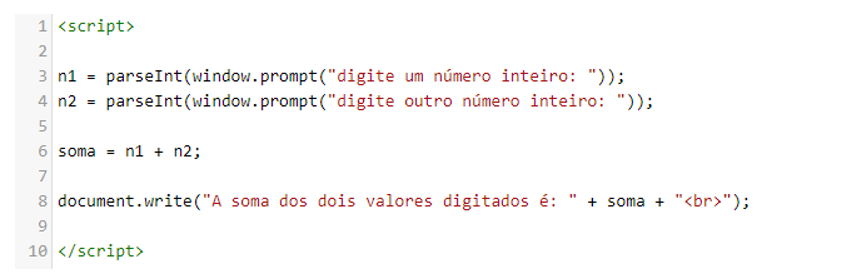 1 <script>
2
3 n1 = parseInt(window.prompt("digite um número inteiro: "));
4 n2 = parseInt(window.prompt("digite outro número inteiro: "));
5
6 soma = n1 + n2;
7
8 document.write("A soma dos dois valores digitados é: " + soma + "<br>");
9
10 </script>